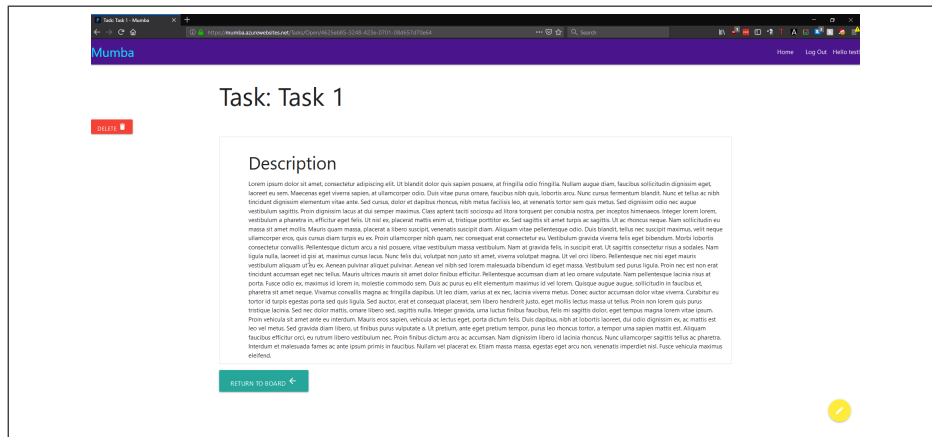 Task: Task 1 - Mumba
https://mumba.azurewebsites.net/Tasks/Open/4625eb65-3248-423e-0701-08d657d70e64
Search
Mumba
Home Log Out Hello test!
Task: Task 1
DELETE
Description
Lorem ipsum dolor sit amet, consectetur adipiscing elit. Ut blandit dolor quis sapien posuere, at fringilla odio fringilla. Nullam augue diam, faucibus sollicitudin dignissim eget,
laoreet eu sem. Maecenas eget viverra sapien, at ullamcorper odio. Duis vitae purus ornare, faucibus nibh quis, lobortis arcu. Nunc cursus fermentum blandit. Nunc et tellus ac nibh
tincidunt dignissim elementum vitae ante. Sed cursus, dolor et dapibus rhoncus, nibh metus facilisis leo, at venenatis tortor sem quis metus. Sed dignissim odio nec augue
vestibulum sagittis. Proin dignissim lacus at dui semper maximus. Class aptent taciti sociosqu ad litora torquent per conubia nostra, per inceptos himenaeos. Integer lorem lorem,
vestibulum a pharetra in, efficitur eget felis. Ut nisl ex, placerat mattis enim ut, tristique porttitor ex. Sed sagittis sit amet turpis ac sagittis. Ut ac rhoncus neque. Nam sollicitudin eu
massa sit amet mollis. Mauris quam massa, placerat a libero suscipit, venenatis suscipit diam. Aliquam vitae pellentesque odio. Duis blandit, tellus nec suscipit maximus, velit neque
ullamcorper eros, quis cursus diam turpis eu ex. Proin ullamcorper nibh quam, nec consequat erat consectetur eu. Vestibulum gravida viverra felis eget bibendum. Morbi lobortis
consectetur convallis. Pellentesque dictum arcu a nisl posuere, vitae vestibulum massa vestibulum. Nam at gravida felis, in suscipit erat. Ut sagittis consectetur risus a sodales. Nam
ligula nulla, laoreet id nisi at, maximus cursus lacus. Nunc felis dui, volutpat non justo sit amet, viverra volutpat magna. Ut vel orci libero. Pellentesque nec nisi eget mauris
vestibulum aliquam ut eu ex. Aenean pulvinar aliquet pulvinar. Aenean vel nibh sed lorem malesuada bibendum id eget massa. Vestibulum sed purus ligula. Proin nec est non erat
tincidunt accumsan eget nec tellus. Mauris ultrices mauris sit amet dolor finibus efficitur. Pellentesque accumsan diam at leo ornare vulputate. Nam pellentesque lacinia risus at
porta. Fusce odio ex, maximus id lorem in, molestie commodo sem. Duis ac purus eu elit elementum maximus id vel lorem. Quisque augue augue, sollicitudin in faucibus et,
pharetra sit amet neque. Vivamus convallis magna ac fringilla dapibus. Ut leo diam, varius at ex nec, lacinia viverra metus. Donec auctor accumsan dolor vitae viverra. Curabitur eu
tortor id turpis egestas porta sed quis ligula. Sed auctor, erat et consequat placerat, sem libero hendrerit justo, eget mollis lectus massa ut tellus. Proin non lorem quis purus
tristique lacinia. Sed nec dolor mattis, ornare libero sed, sagittis nulla. Integer gravida, urna luctus finibus faucibus, felis mi sagittis dolor, eget tempus magna lorem vitae ipsum.
Proin vehicula sit amet ante eu interdum. Mauris eros sapien, vehicula ac lectus eget, porta dictum felis. Duis dapibus, nibh at lobortis laoreet, dui odio dignissim ex, ac mattis est
leo vel metus. Sed gravida diam libero, ut finibus purus vulputate a. Ut pretium, ante eget pretium tempor, purus leo rhoncus tortor, a tempor urna sapien mattis est. Aliquam
faucibus efficitur orci, eu rutrum libero vestibulum nec. Proin finibus dictum arcu ac accumsan. Nam dignissim libero id lacinia rhoncus. Nunc ullamcorper sagittis tellus ac pharetra.
Interdum et malesuada fames ac ante ipsum primis in faucibus. Nullam vel placerat ex. Etiam massa massa, egestas eget arcu non, venenatis imperdiet nisl. Fusce vehicula maximus
eleifend.
RETURN TO BOARD